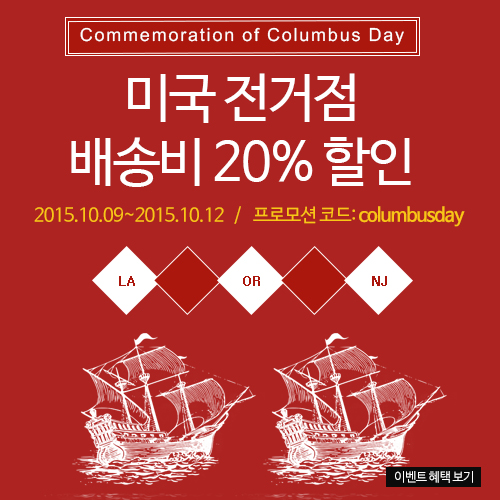 Commemoration of Columbus Day
미국 전거점
배송비 20% 할인
2015.10.09~2015.10.12 / 프로모션 코드: columbusday
LA OR NJ
이벤트 혜택 보기